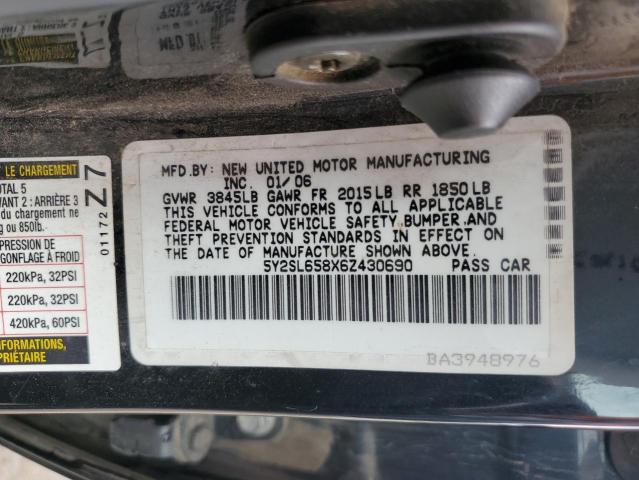 MFD.BY: NEW UNITED MOTOR MANUFACTURING
INC. 01/06
GVWR 3845LB GAWR FR 2015LB RR 1850LB
THIS VEHICLE CONFORMS TO ALL APPLICABLE
FEDERAL MOTOR VEHICLE SAFETY,BUMPER,AND
THEFT PREVENTION STANDARDS IN EFFECT ON
THE DATE OF MANUFACTURE SHOWN ABOVE.
5Y2SL658X6Z430690 PASS CAR
BA3948976
LE CHARGEMENT
TOTAL 5
AVANT 2 : ARRIÈRE 3
du chargement ne
ou 850lb.
PRESSION DE
GONFLAGE À FROID
220kPa, 32PSI
220kPa, 32PSI
420kPa, 60PSI
INFORMATIONS,
PRIÉTAIRE
Z7
01172